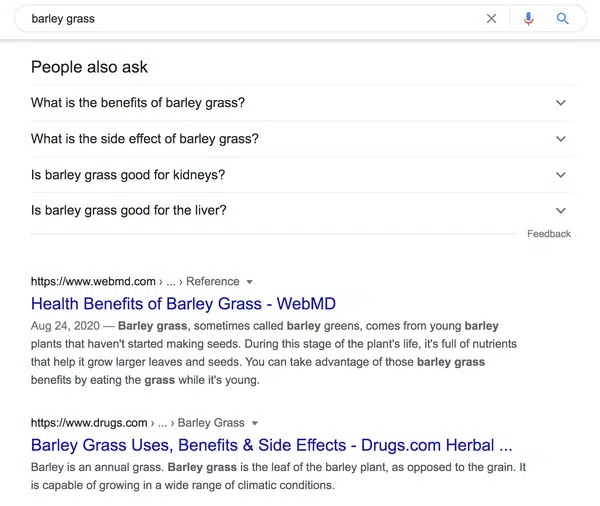 barley grass
People also ask
What is the benefits of barley grass?
What is the side effect of barley grass?
Is barley grass good for kidneys?
Is barley grass good for the liver?
Feedback
https://www.webmd.com › ... › Reference
Health Benefits of Barley Grass - WebMD
Aug 24, 2020 — Barley grass, sometimes called barley greens, comes from young barley
plants that haven't started making seeds. During this stage of the plant's life, it's full of nutrients
that help it grow larger leaves and seeds. You can take advantage of those barley grass
benefits by eating the grass while it's young.
https://www.drugs.com › ... › Barley Grass
Barley Grass Uses, Benefits & Side Effects - Drugs.com Herbal ...
Barley is an annual grass. Barley grass is the leaf of the barley plant, as opposed to the grain. It
is capable of growing in a wide range of climatic conditions.